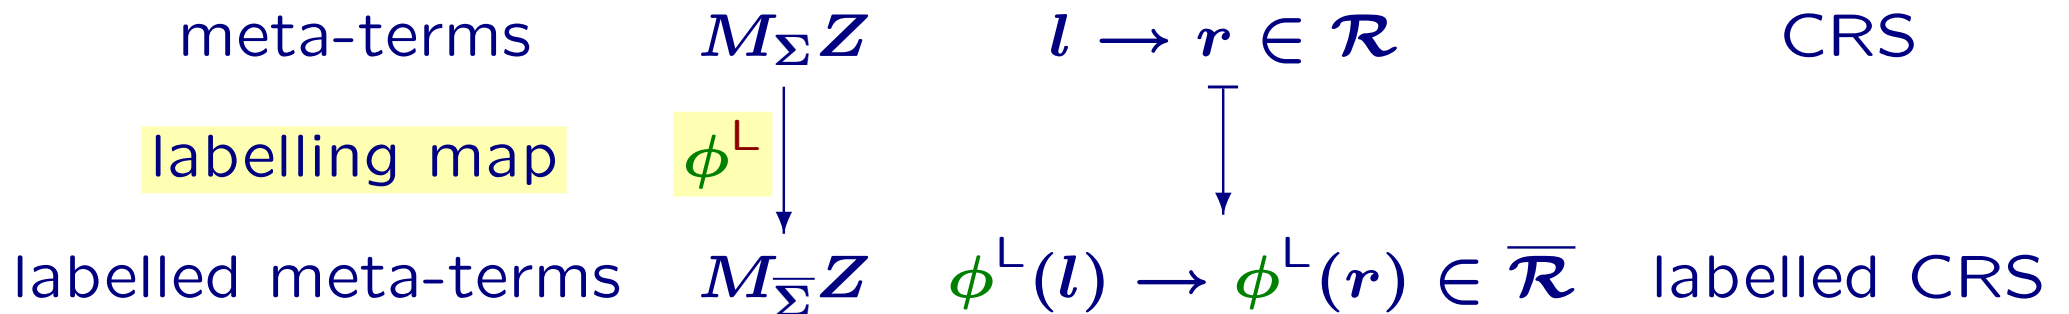 meta-terms M_Σ Z l → r ∈ 𝓡 CRS
labelling map ϕ^L
labelled meta-terms M_Σ̅ Z ϕ^L(l) → ϕ^L(r) ∈ 𝓡̅ labelled CRS